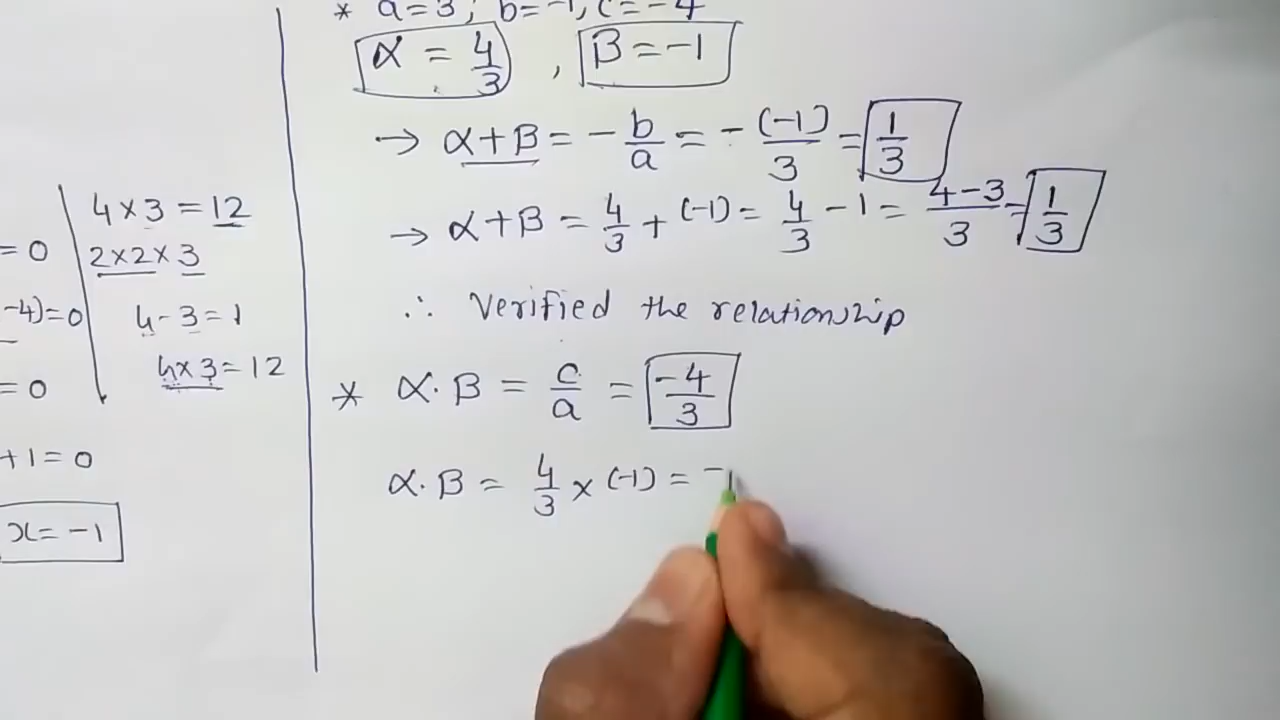 = 0
-4)=0
= 0
+1=0
x=-1
4×3=12
2×2×3
4-3=1
4×3=12
* a=3; b=-1, c=-4
α = 4/3 , β=-1
→ α+β = - b/a = - (-1)/3 = 1/3
→ α+β = 4/3 + (-1) = 4/3 - 1 = 4-3/3 = 1/3
∴ Verified the relationship
* α.β = c/a = -4/3
α.β = 4/3 × (-1) = -